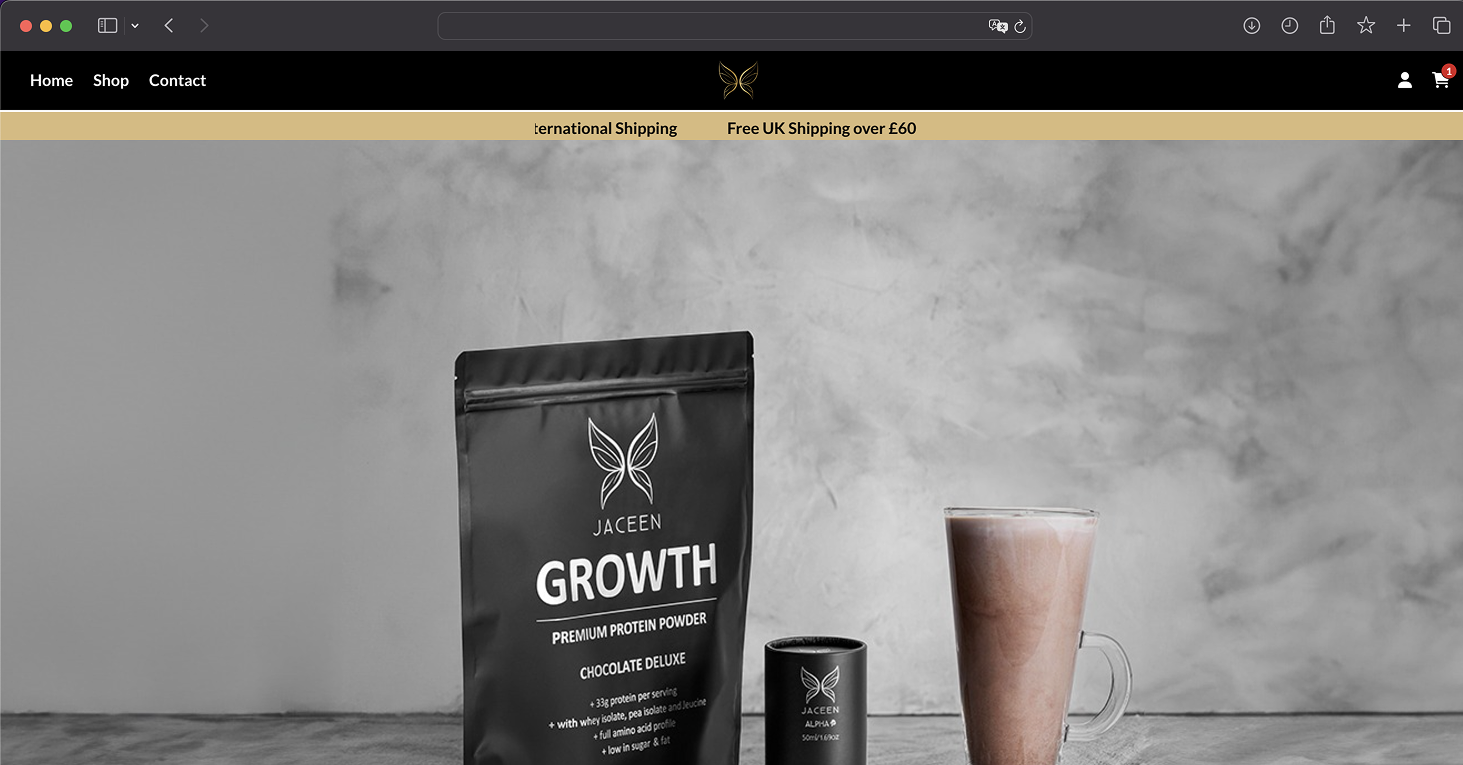 Home Shop Contact
1
ternational Shipping Free UK Shipping over £60
JACEEN
GROWTH
PREMIUM PROTEIN POWDER
CHOCOLATE DELUXE
+ 33g protein per serving
+ with whey isolate, pea isolate and leucine
+ full amino acid profile
+ low in sugar & fat
JACEEN
ALPHA
50ml/1.69oz